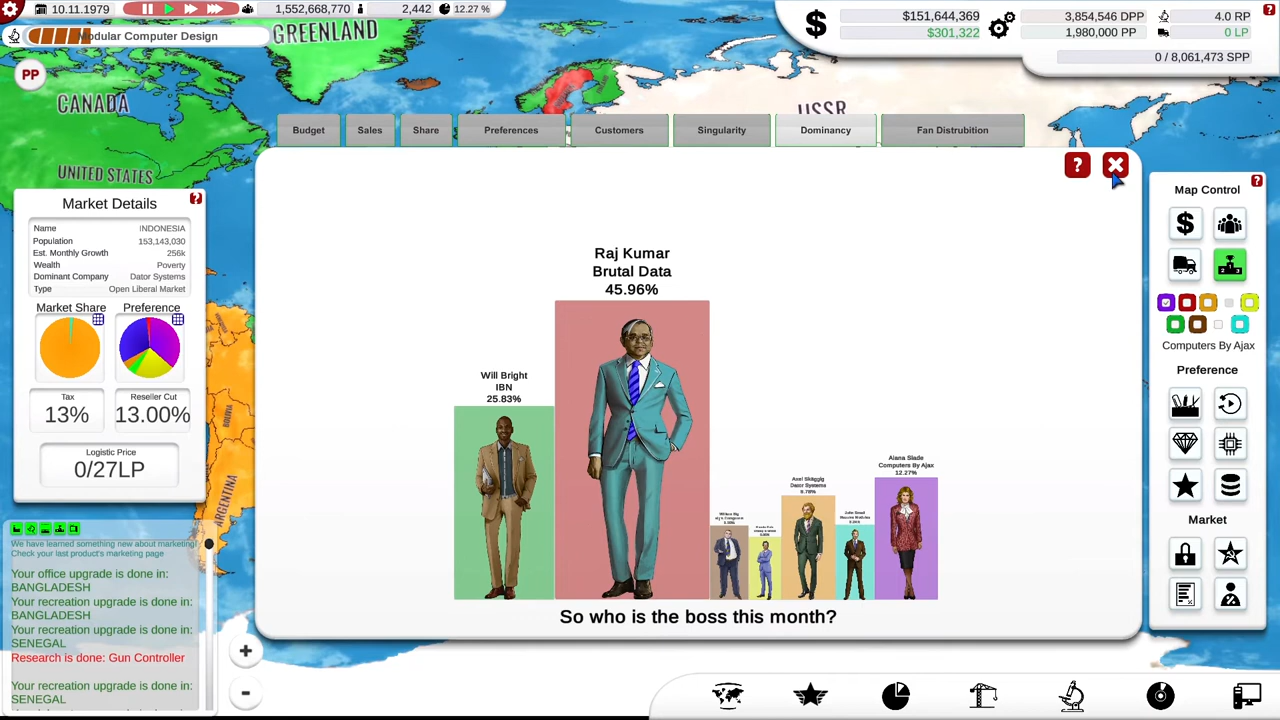 10.11.1979
1,552,668,770
2,442
12.27 %
Modular Computer Design
$
$151,644,369
$301,322
3,854,546 DPP
1,980,000 PP
4.0 RP
0 LP
0 / 8,061,473 SPP
?
GREENLAND
CANADA
USSR
UNITED STATES
BOLIVIA
ARGENTINA
PP
Budget
Sales
Share
Preferences
Customers
Singularity
Dominancy
Fan Distrubition
?
Market Details
?
Name INDONESIA
Population 153,143,030
Est. Monthly Growth 256k
Wealth Poverty
Dominant Company Dator Systems
Type Open Liberal Market
Market Share
Preference
Tax
13%
Reseller Cut
13.00%
Logistic Price
0/27LP
We have learned something new about marketing!
Check your last product's marketing page
Your office upgrade is done in:
BANGLADESH
Your recreation upgrade is done in:
BANGLADESH
Your recreation upgrade is done in:
SENEGAL
Research is done: Gun Controller
Your recreation upgrade is done in:
SENEGAL
Will Bright
IBN
25.83%
Raj Kumar
Brutal Data
45.96%
Axel Skäggig
Dator Systems
Aiana Slade
Computers By Ajax
12.27%
So who is the boss this month?
+
-
Map Control
?
$
Computers By Ajax
Preference
Market